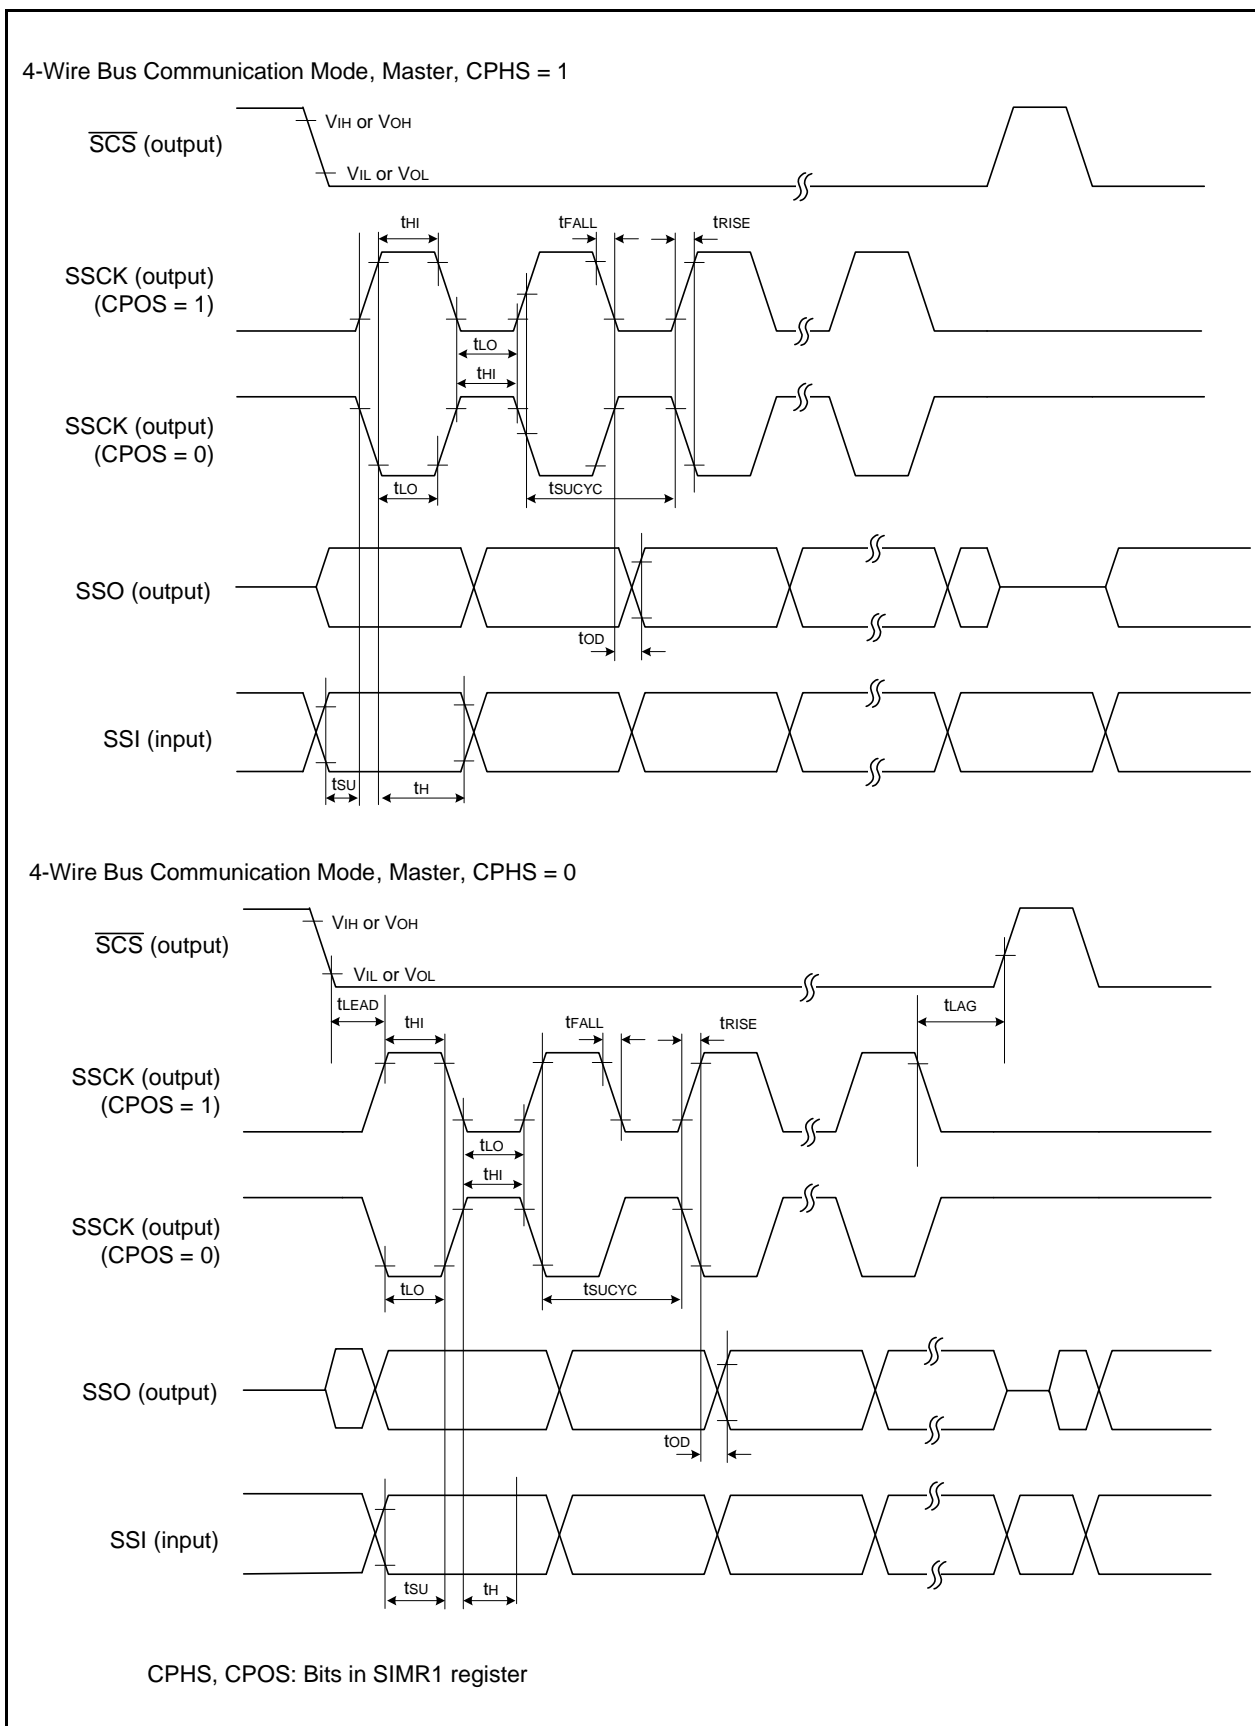 4-Wire Bus Communication Mode, Master, CPHS = 1
VIH or VOH
SCS (output)
VIL or VOL
tHI
tFALL
tRISE
SSCK (output)
(CPOS = 1)
tLO
tHI
SSCK (output)
(CPOS = 0)
tLO
tSUCYC
SSO (output)
tOD
SSI (input)
tSU
tH
4-Wire Bus Communication Mode, Master, CPHS = 0
VIH or VOH
SCS (output)
VIL or VOL
tLEAD
tHI
tFALL
tRISE
tLAG
SSCK (output)
(CPOS = 1)
tLO
tHI
SSCK (output)
(CPOS = 0)
tLO
tSUCYC
SSO (output)
tOD
SSI (input)
tSU
tH
CPHS, CPOS: Bits in SIMR1 register